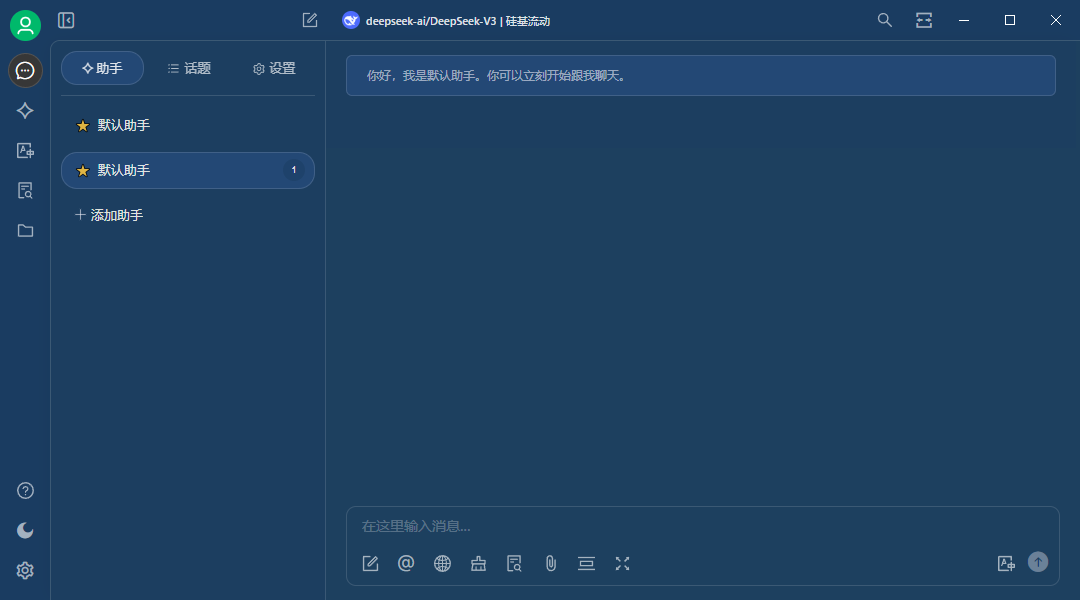 deepseek-ai/DeepSeek-V3 | 硅基流动
助手
话题
设置
默认助手
默认助手
1
添加助手
你好，我是默认助手。你可以立刻开始跟我聊天。
在这里输入消息...